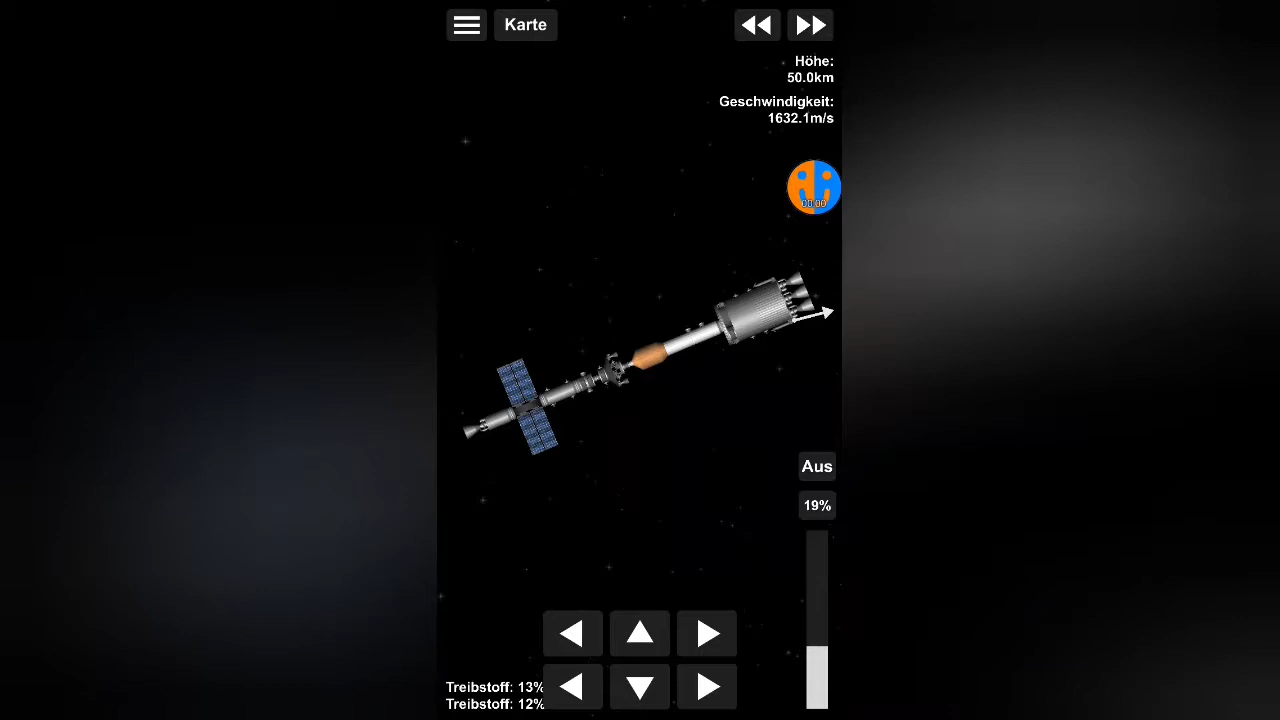 Karte
Höhe:
50.0km
Geschwindigkeit:
1632.1m/s
00:00
Aus
19%
Treibstoff: 13%
Treibstoff: 12%